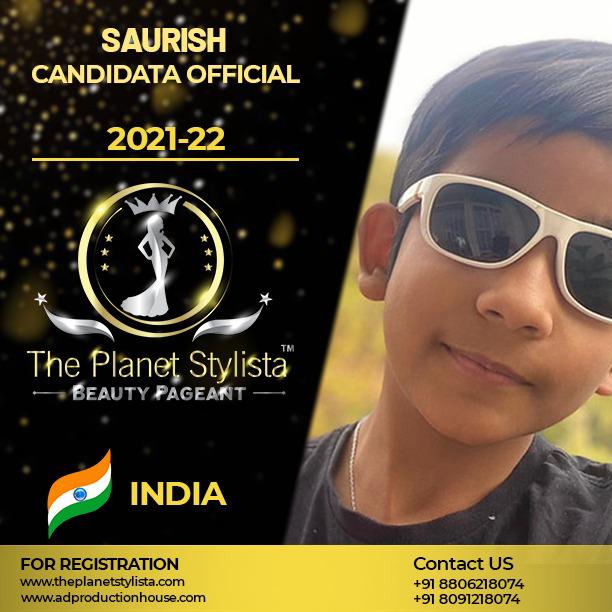 SAURISH
CANDIDATA OFFICIAL
2021-22
The Planet Stylista™
BEAUTY PAGEANT
INDIA
FOR REGISTRATION
www.theplanetstylista.com
www.adproductionhouse.com
Contact US
+91 8806218074
+91 8091218074